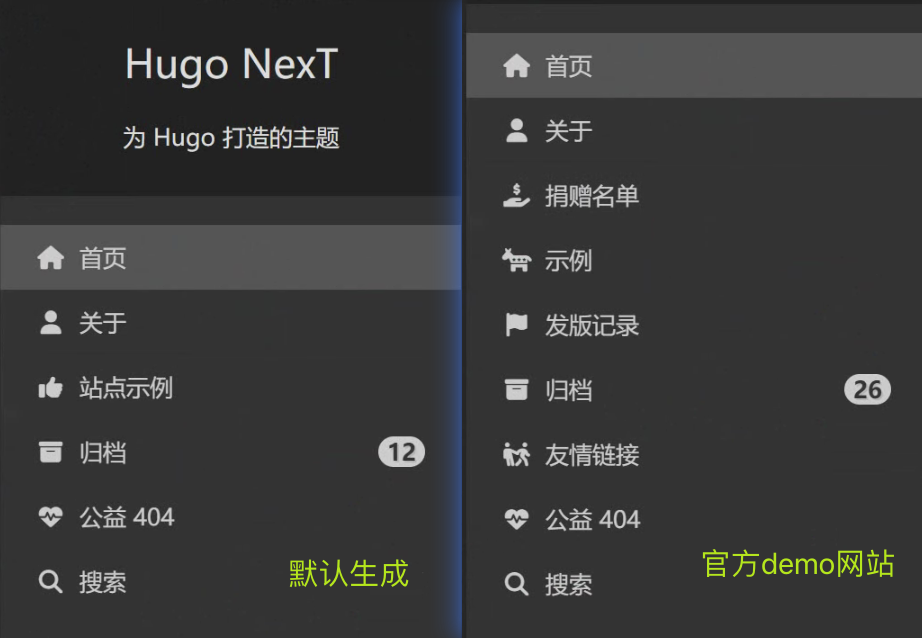 Hugo NexT
为 Hugo 打造的主题
首页
关于
站点示例
归档
12
公益 404
搜索
默认生成
首页
关于
捐赠名单
示例
发版记录
归档
26
友情链接
公益 404
搜索
官方demo网站